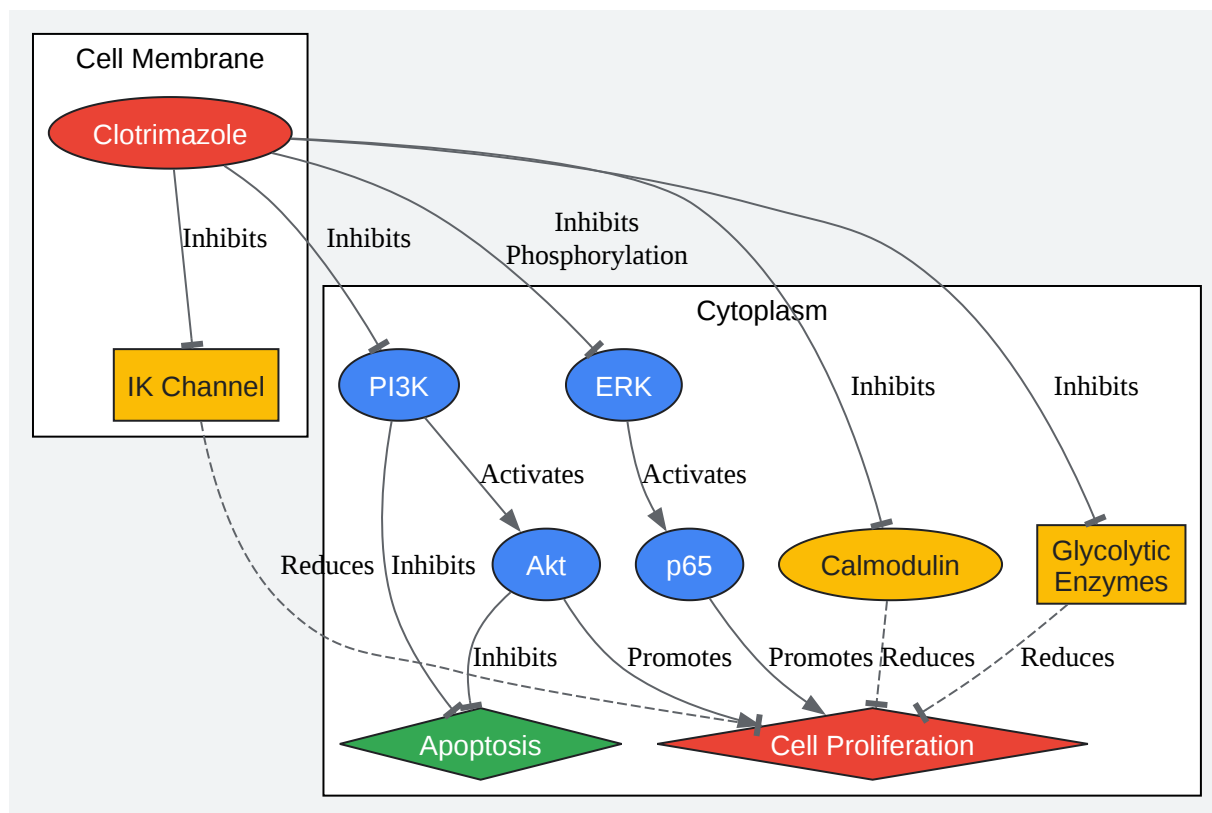 Cell Membrane
Clotrimazole
Inhibits
Inhibits
Inhibits
Phosphorylation
Cytoplasm
IK Channel
PI3K
ERK
Inhibits
Inhibits
Activates
Activates
Reduces
Inhibits
Akt
p65
Calmodulin
Glycolytic
Enzymes
Inhibits
Promotes
Promotes
Reduces
Reduces
Apoptosis
Cell Proliferation